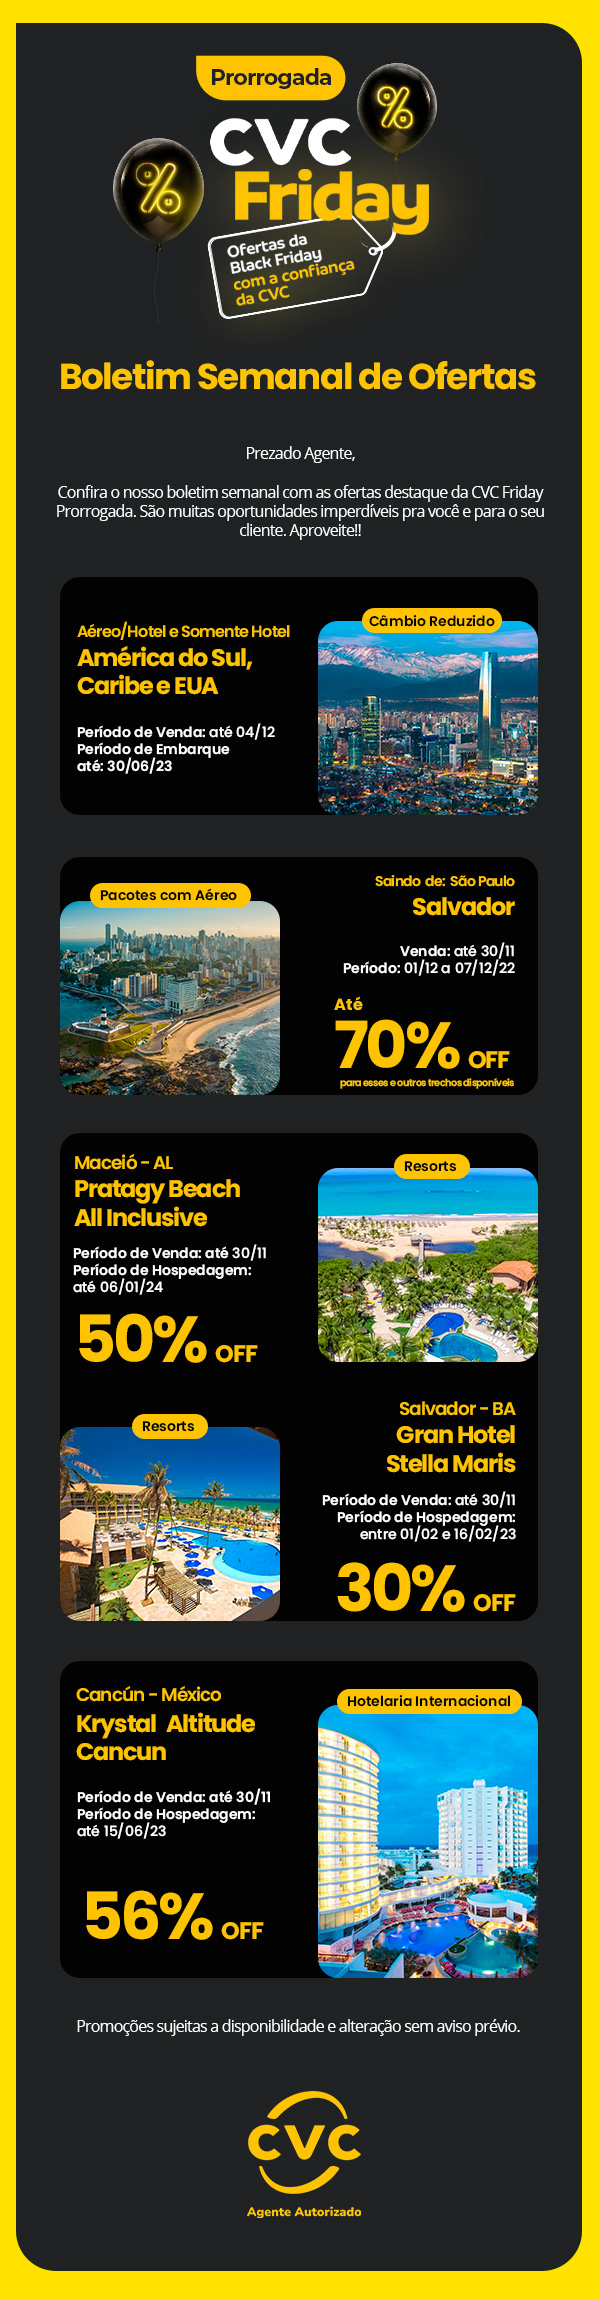 Prorrogada
CVC
Friday
Ofertas da
Black Friday
com a confiança
da CVC
Boletim Semanal de Ofertas
Prezado Agente,
Confira o nosso boletim semanal com as ofertas destaque da CVC Friday
Prorrogada. São muitas oportunidades imperdíveis pra você e para o seu
cliente. Aproveite!!
Aéreo/Hotel e Somente Hotel
América do Sul,
Caribe e EUA
Período de Venda: até 04/12
Período de Embarque
até: 30/06/23
Câmbio Reduzido
Pacotes com Aéreo
Saindo de: São Paulo
Salvador
Venda: até 30/11
Período: 01/12 a 07/12/22
Até
70% OFF
para esses e outros trechos disponíveis
Maceió - AL
Pratagy Beach
All Inclusive
Período de Venda: até 30/11
Período de Hospedagem:
até 06/01/24
50% OFF
Resorts
Resorts
Salvador - BA
Gran Hotel
Stella Maris
Período de Venda: até 30/11
Período de Hospedagem:
entre 01/02 e 16/02/23
30% OFF
Cancún - México
Krystal Altitude
Cancun
Período de Venda: até 30/11
Período de Hospedagem:
até 15/06/23
56% OFF
Hotelaria Internacional
Promoções sujeitas a disponibilidade e alteração sem aviso prévio.
CVC
Agente Autorizado